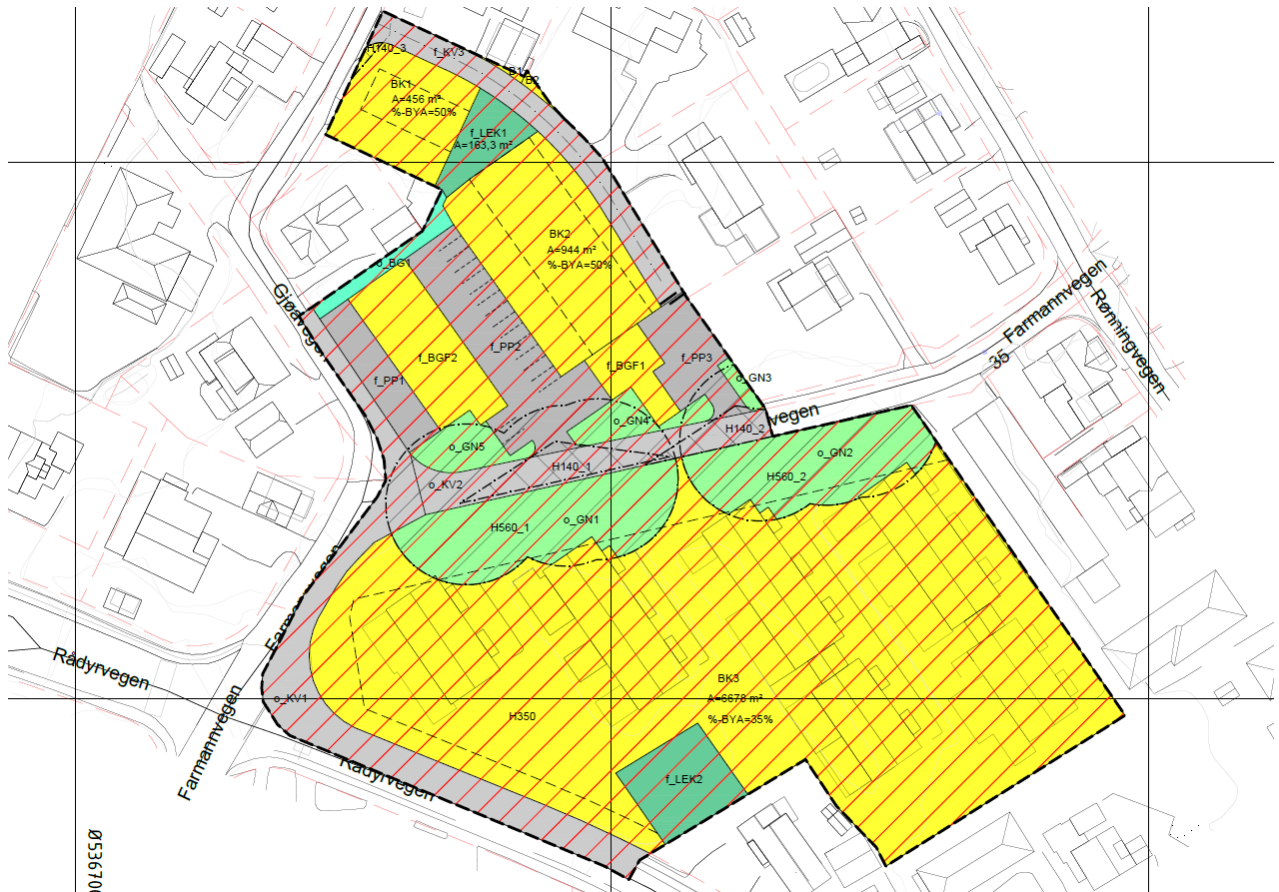 H140_3
f_KV3
BK1
A=456 m²
%-BYA=50%
f_LEK1
A=163,3 m²
BK2
A=944 m²
%-BYA=50%
o_BG1
Gjøavegen
f_PP1
f_BGF2
f_PP2
f_BGF1
f_PP3
o_GN3
35
Farmannvegen
Rønningvegen
vegen
o_GN4
o_GN5
H140_2
H140_1
o_KV2
o_GN2
H560_2
o_GN1
H560_1
Farmannvegen
Rådyrvegen
o_KV1
Farmannvegen
Rådyrvegen
H350
BK3
A=6678 m²
%-BYA=35%
f_LEK2